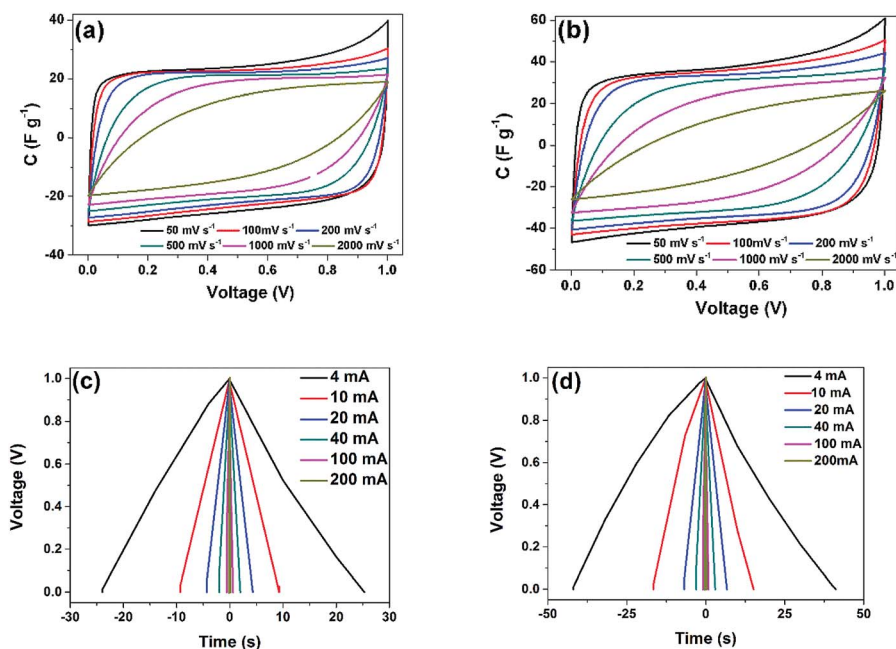 (a)
C (F g⁻¹)
40
20
0
-20
-40
50 mV s⁻¹ 100mV s⁻¹ 200 mV s⁻¹
500 mV s⁻¹ 1000 mV s⁻¹ 2000 mV s⁻¹
0.0 0.2 0.4 0.6 0.8 1.0
Voltage (V)
(b)
C (F g⁻¹)
60
40
20
0
-20
-40
-60
50 mV s⁻¹ 100mV s⁻¹ 200 mV s⁻¹
500 mV s⁻¹ 1000 mV s⁻¹ 2000 mV s⁻¹
0.0 0.2 0.4 0.6 0.8 1.0
Voltage (V)
(c)
Voltage (V)
1.0
0.8
0.6
0.4
0.2
0.0
4 mA
10 mA
20 mA
40 mA
100 mA
200 mA
-30 -20 -10 0 10 20 30
Time (s)
(d)
Voltage (V)
1.0
0.8
0.6
0.4
0.2
0.0
4 mA
10 mA
20 mA
40 mA
100 mA
200mA
-50 -25 0 25 50
Time (s)